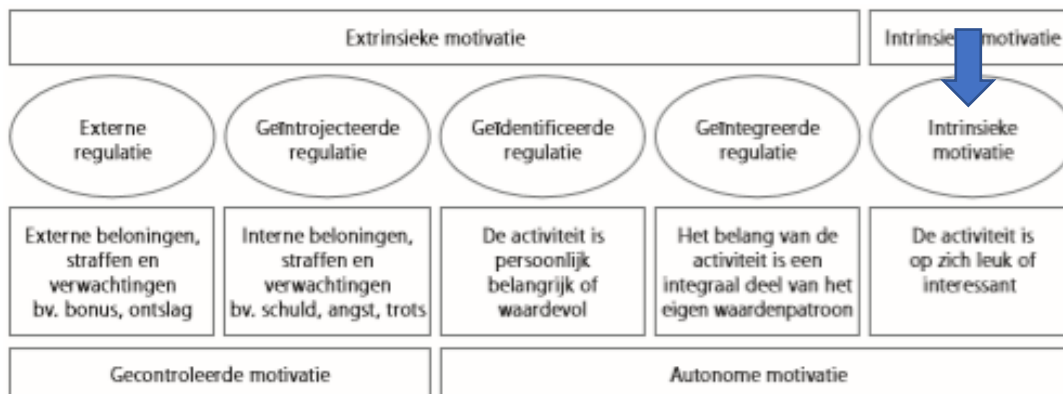 Extrinsieke motivatie
Intrinsieke motivatie
Externe
regulatie
Geïntrojecteerde
regulatie
Geïdentificeerde
regulatie
Geïntegreerde
regulatie
Intrinsieke
motivatie
Externe beloningen,
straffen en
verwachtingen
bv. bonus, ontslag
Interne beloningen,
straffen en
verwachtingen
bv. schuld, angst, trots
De activiteit is
persoonlijk
belangrijk of
waardevol
Het belang van de
activiteit is een
integraal deel van het
eigen waardenpatroon
De activiteit is
op zich leuk of
interessant
Gecontroleerde motivatie
Autonome motivatie